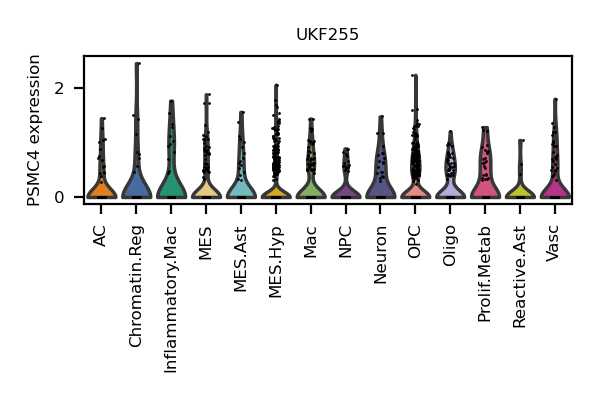 UKF255
PSMC4 expression
2
0
AC
Chromatin.Reg
Inflammatory.Mac
MES
MES.Ast
MES.Hyp
Mac
NPC
Neuron
OPC
Oligo
Prolif.Metab
Reactive.Ast
Vasc